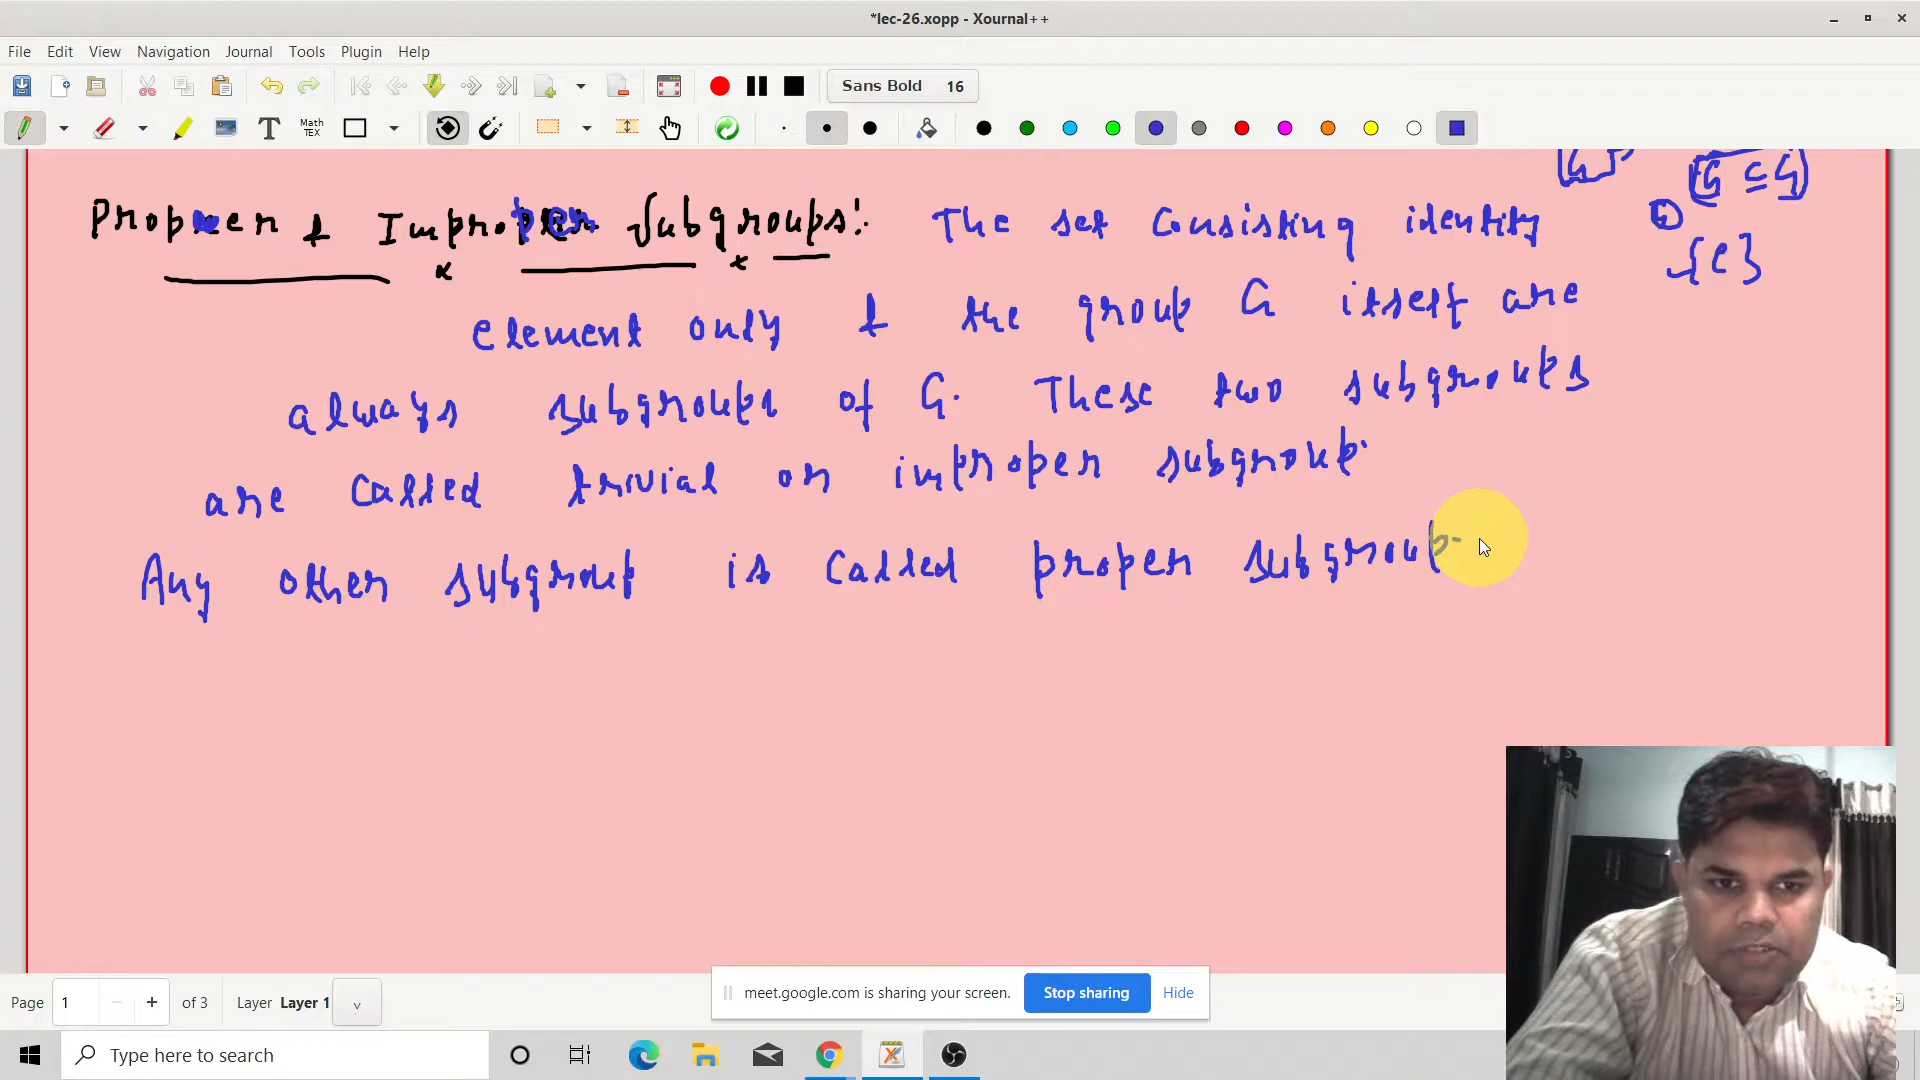 *lec-26.xopp - Xournal++
File Edit View Navigation Journal Tools Plugin Help
Sans Bold 16
Math
TEX
G ⊆ G
Proper & Improper Subgroups: The set consisting identity
{e}
element only & the group G itself are
always subgroups of G. These two subgroups
are called trivial or improper subgroup.
Any other subgroup is called proper subgroup.
Page 1 of 3 Layer Layer 1
meet.google.com is sharing your screen. Stop sharing Hide
Type here to search